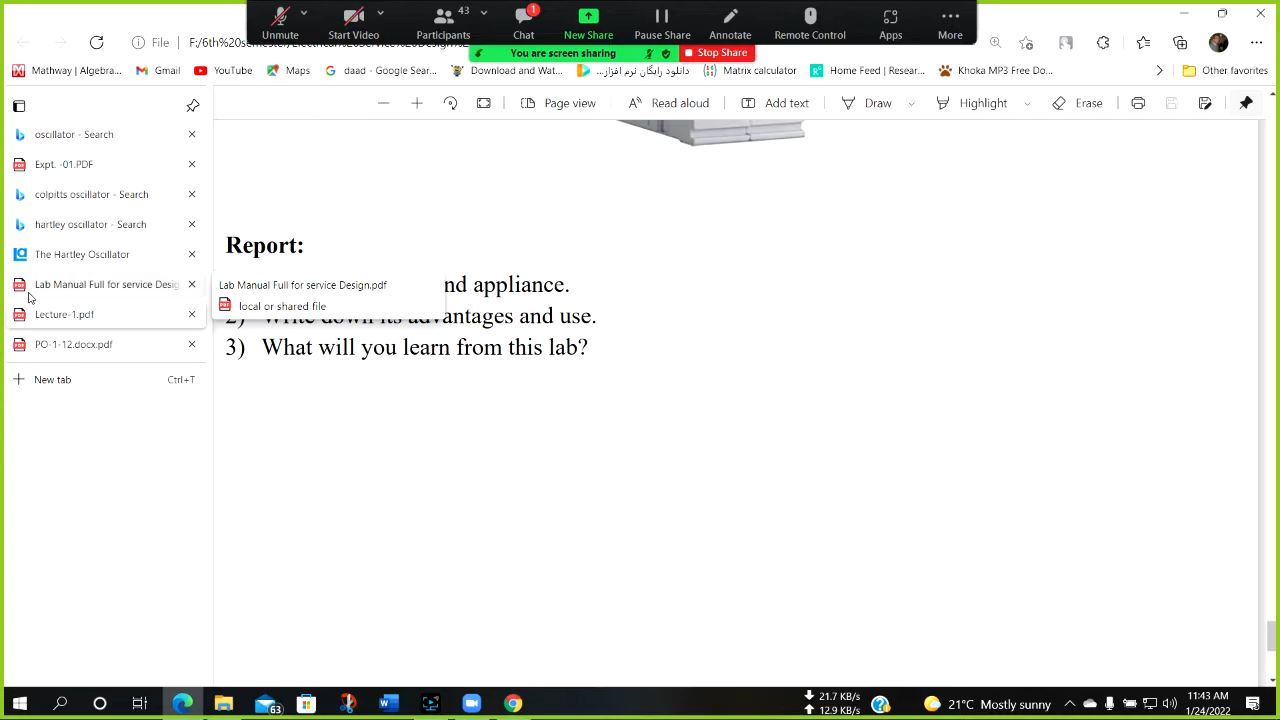 43
1
Unmute
Start Video
Participants
Chat
New Share
Pause Share
Annotate
Remote Control
Apps
More
You are screen sharing
Stop Share
File
Mathway | Algebra...
Gmail
YouTube
Maps
daad - Google Sear...
Download and Wat...
دانلود رایگان نرم افزار...
Matrix calculator
Home Feed | Resear...
Khoka MP3 Free Do...
Other favorites
Page view
Read aloud
Add text
Draw
Highlight
Erase
oscillator - Search
Expt. -01.PDF
colpitts oscillator - Search
hartley oscillator - Search
The Hartley Oscillator
Lab Manual Full for service Desig
Lecture-1.pdf
PO-1-12.docx.pdf
New tab
Ctrl+T
Lab Manual Full for service Design.pdf
local or shared file
Report:
nd appliance.
2) Write down its advantages and use.
3) What will you learn from this lab?
63
21.7 KB/s
12.9 KB/s
21°C Mostly sunny
11:43 AM
1/24/2022